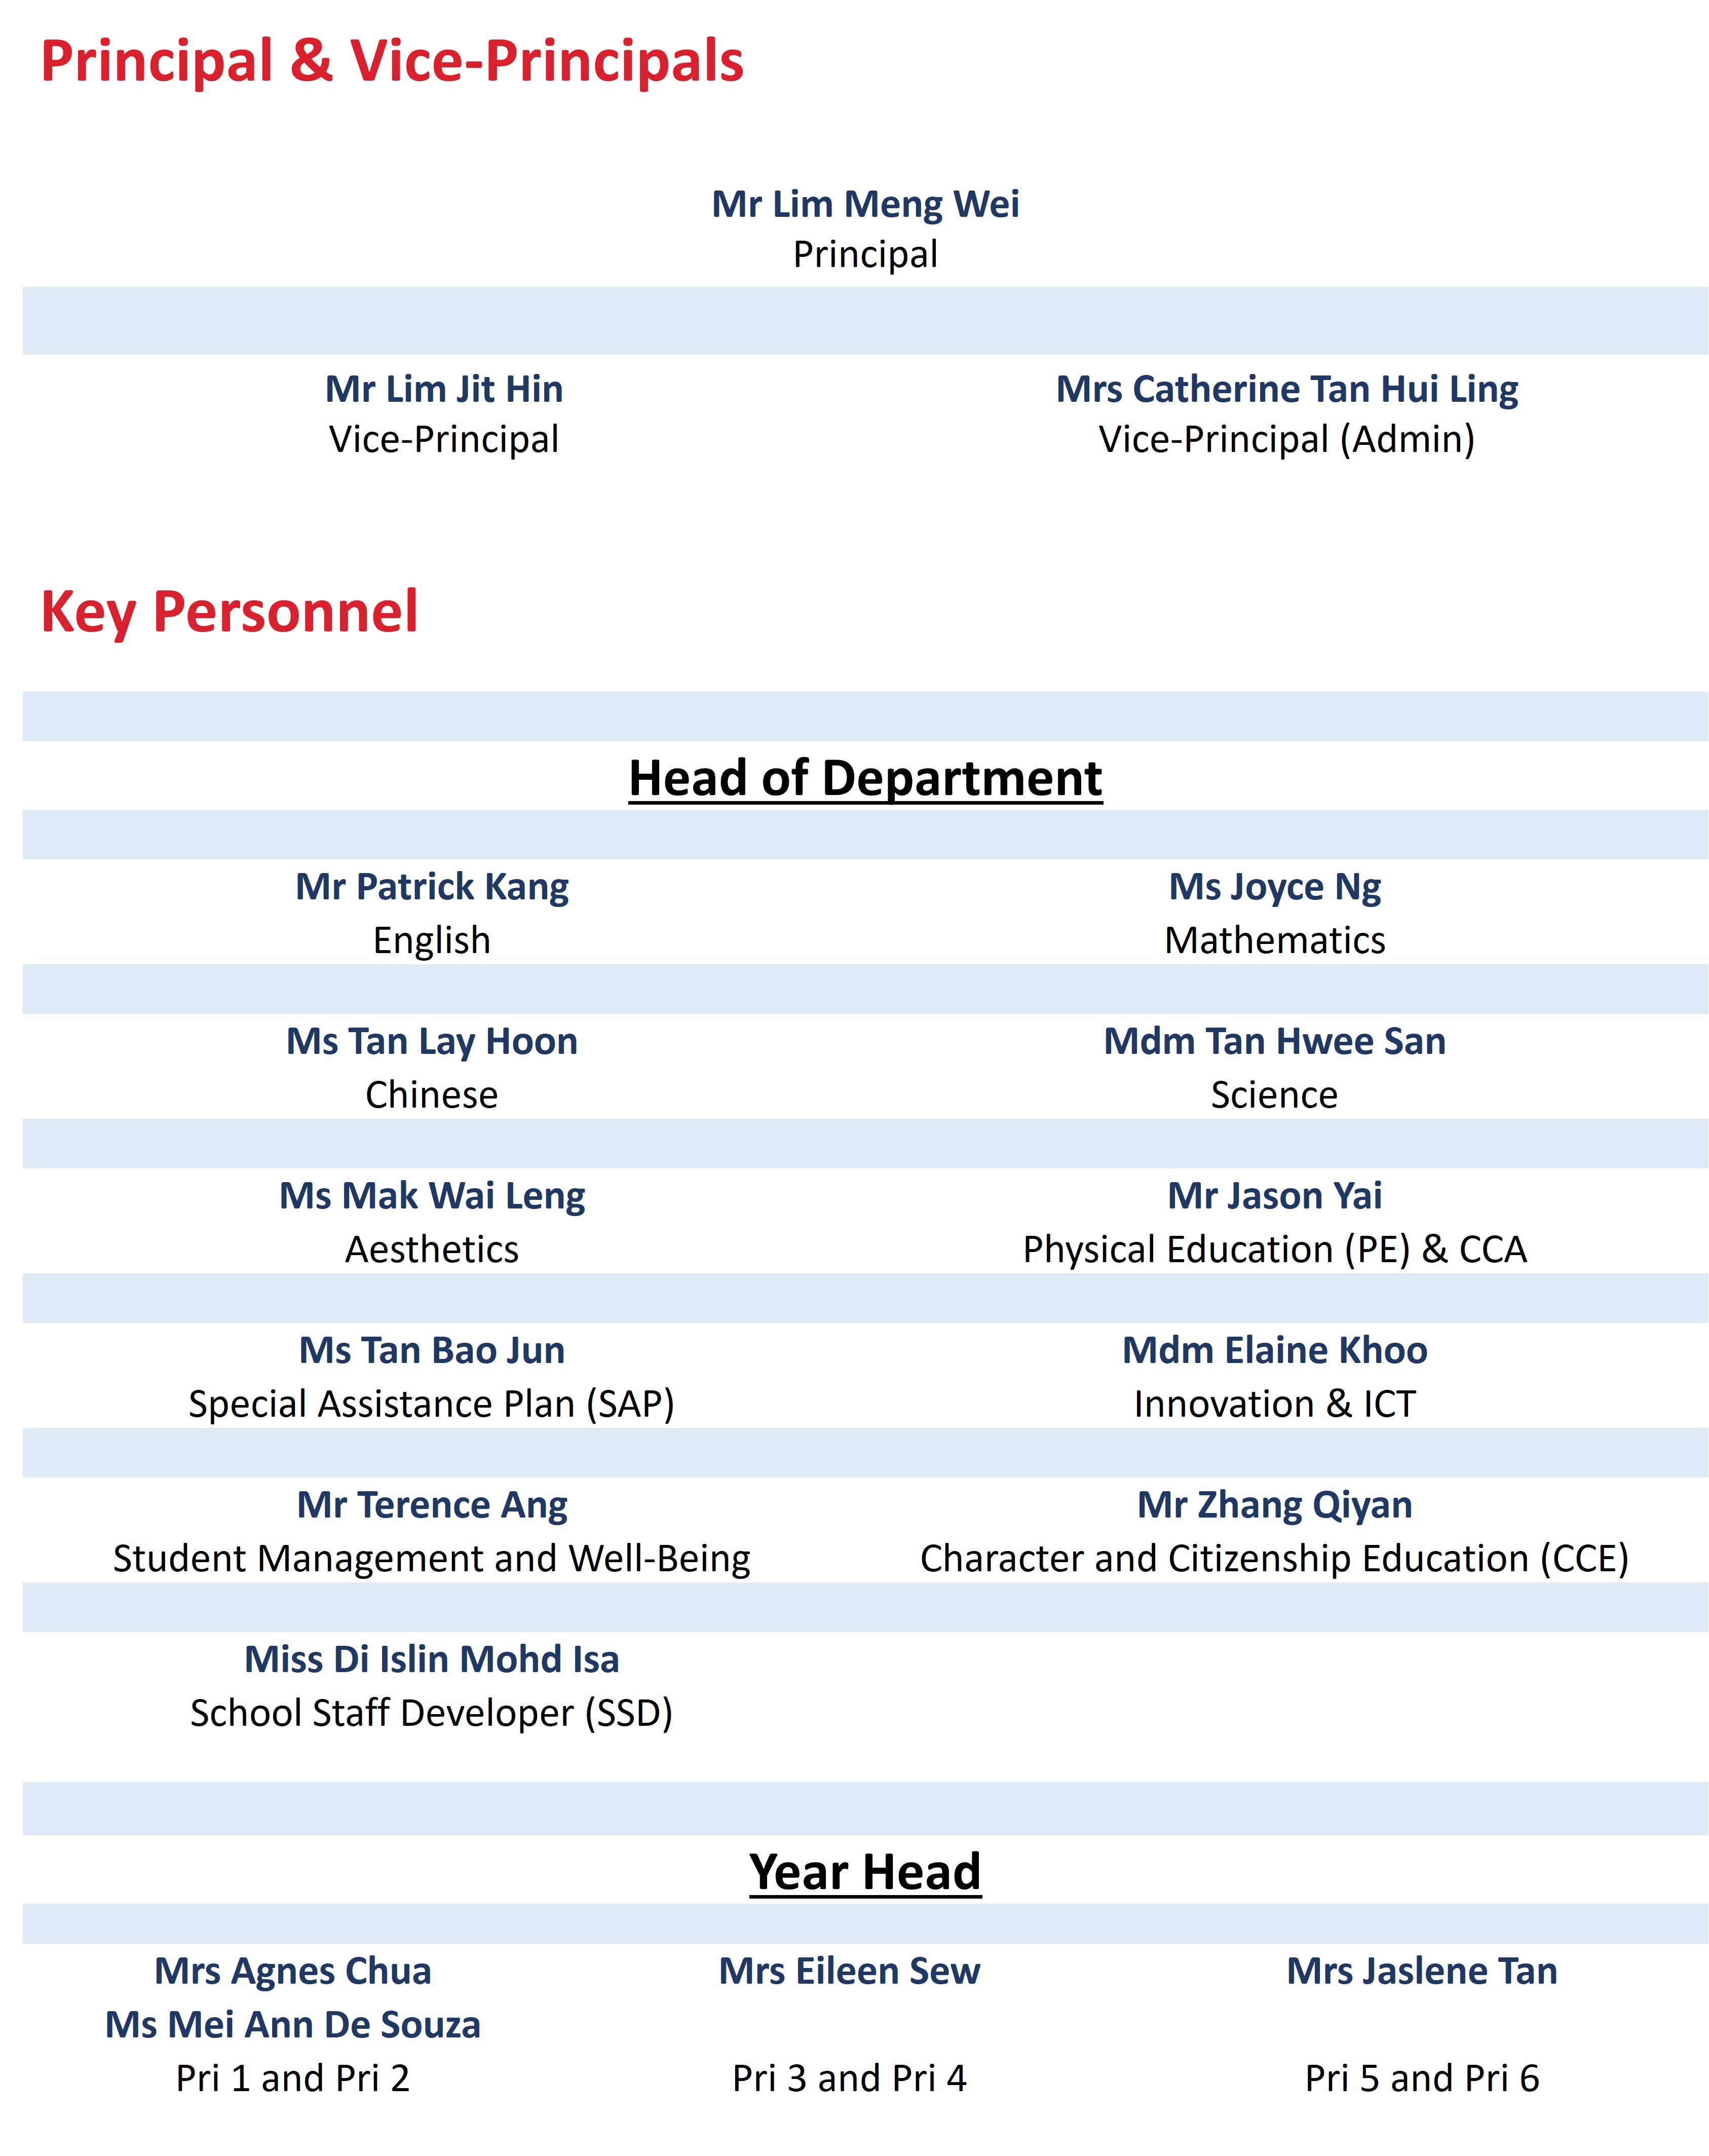 Principal & Vice-Principals
Mr Lim Meng Wei
Principal
Mr Lim Jit Hin
Vice-Principal
Mrs Catherine Tan Hui Ling
Vice-Principal (Admin)
Key Personnel
Head of Department
Mr Patrick Kang
English
Ms Joyce Ng
Mathematics
Ms Tan Lay Hoon
Chinese
Mdm Tan Hwee San
Science
Ms Mak Wai Leng
Aesthetics
Mr Jason Yai
Physical Education (PE) & CCA
Ms Tan Bao Jun
Special Assistance Plan (SAP)
Mdm Elaine Khoo
Innovation & ICT
Mr Terence Ang
Student Management and Well-Being
Mr Zhang Qiyan
Character and Citizenship Education (CCE)
Miss Di Islin Mohd Isa
School Staff Developer (SSD)
Year Head
Mrs Agnes Chua
Ms Mei Ann De Souza
Pri 1 and Pri 2
Mrs Eileen Sew
Pri 3 and Pri 4
Mrs Jaslene Tan
Pri 5 and Pri 6